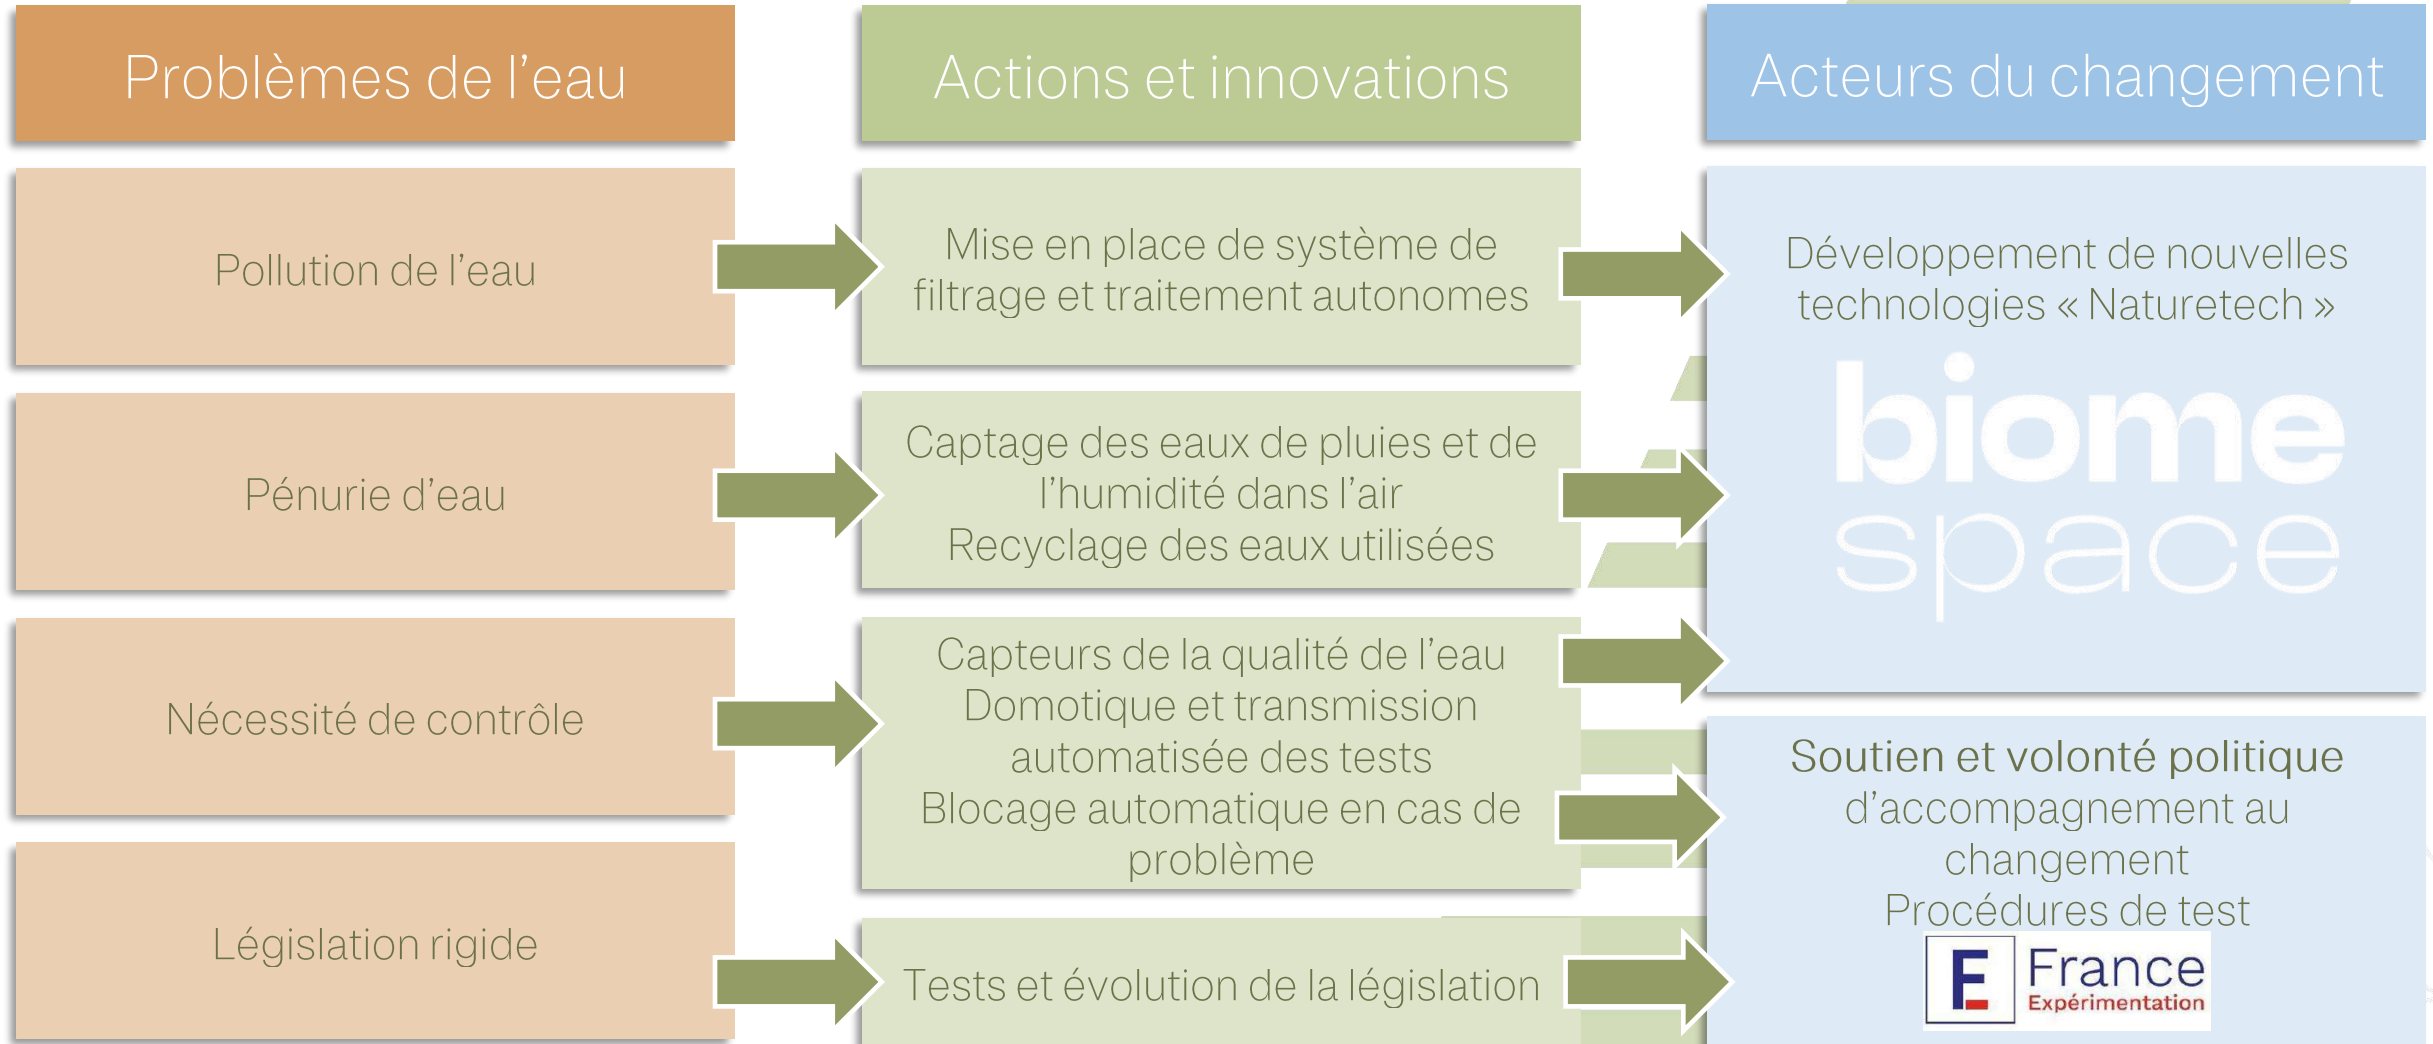 Problèmes de l’eau
Actions et innovations
Acteurs du changement
Pollution de l’eau
Mise en place de système de
filtrage et traitement autonomes
Développement de nouvelles
technologies « Naturetech »
biome
space
Pénurie d’eau
Captage des eaux de pluies et de
l’humidité dans l’air
Recyclage des eaux utilisées
Nécessité de contrôle
Capteurs de la qualité de l’eau
Domotique et transmission
automatisée des tests
Blocage automatique en cas de
problème
Soutien et volonté politique
d’accompagnement au
changement
Procédures de test
France
Expérimentation
Législation rigide
Tests et évolution de la législation